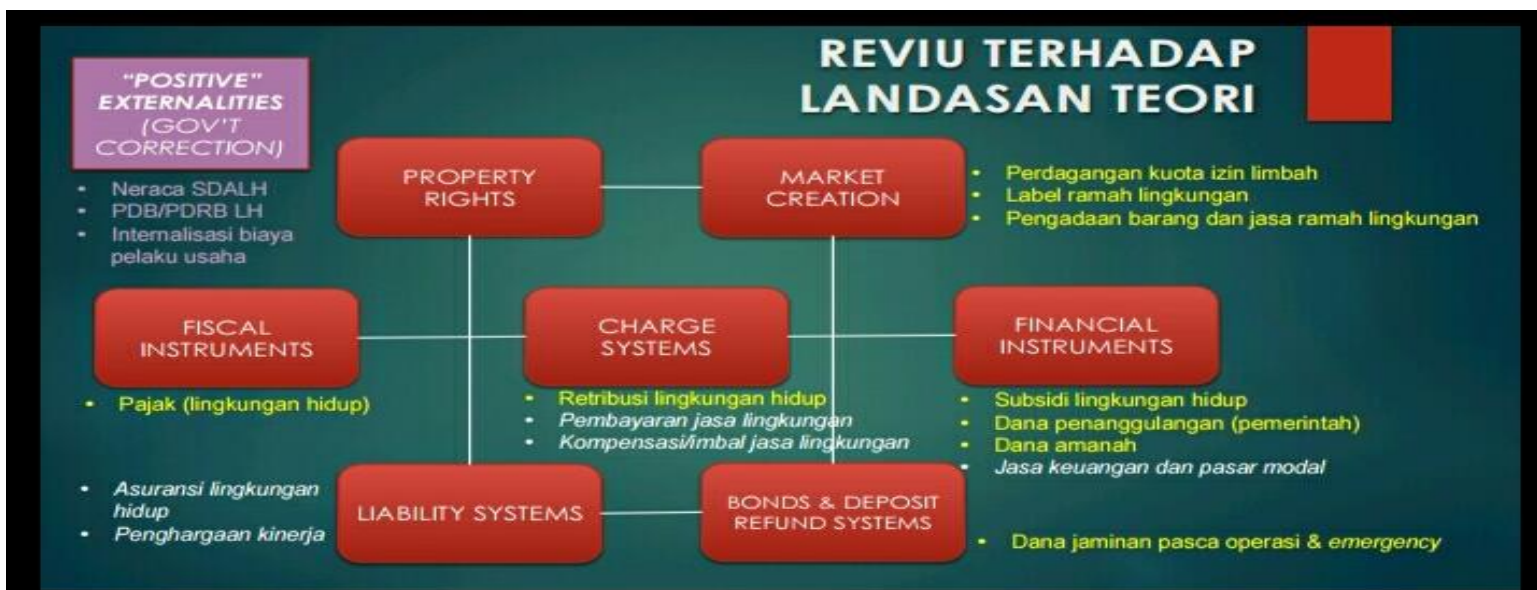 REVIU TERHADAP
LANDASAN TEORI
"POSITIVE"
EXTERNALITIES
(GOV'T
CORRECTION)
• Neraca SDALH
• PDB/PDRB LH
• Internalisasi biaya
pelaku usaha
PROPERTY
RIGHTS
MARKET
CREATION
• Perdagangan kuota izin limbah
• Label ramah lingkungan
• Pengadaan barang dan jasa ramah lingkungan
FISCAL
INSTRUMENTS
• Pajak (lingkungan hidup)
CHARGE
SYSTEMS
• Retribusi lingkungan hidup
• Pembayaran jasa lingkungan
• Kompensasi/imbal jasa lingkungan
FINANCIAL
INSTRUMENTS
• Subsidi lingkungan hidup
• Dana penanggulangan (pemerintah)
• Dana amanah
• Jasa keuangan dan pasar modal
• Asuransi lingkungan
hidup
• Penghargaan kinerja
LIABILITY SYSTEMS
BONDS & DEPOSIT
REFUND SYSTEMS
• Dana jaminan pasca operasi & emergency